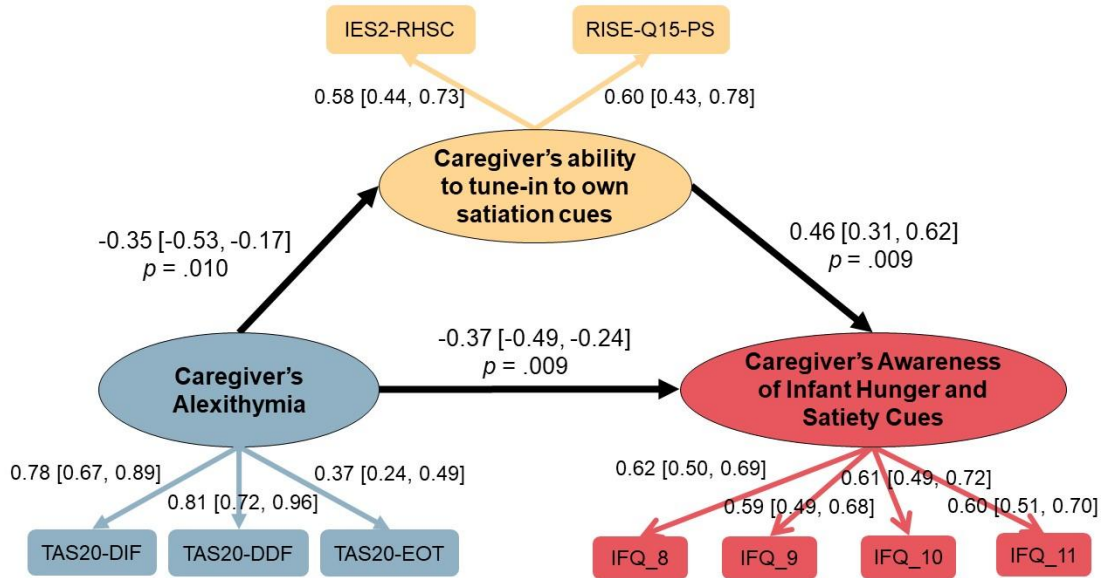 IES2-RHSC
RISE-Q15-PS
0.58 [0.44, 0.73]
0.60 [0.43, 0.78]
Caregiver’s ability
to tune-in to own
satiation cues
-0.35 [-0.53, -0.17]
p = .010
0.46 [0.31, 0.62]
p = .009
-0.37 [-0.49, -0.24]
p = .009
Caregiver’s
Alexithymia
Caregiver’s Awareness
of Infant Hunger and
Satiety Cues
0.78 [0.67, 0.89]
0.81 [0.72, 0.96]
0.37 [0.24, 0.49]
0.62 [0.50, 0.69]
0.59 [0.49, 0.68]
0.61 [0.49, 0.72]
0.60 [0.51, 0.70]
TAS20-DIF
TAS20-DDF
TAS20-EOT
IFQ_8
IFQ_9
IFQ_10
IFQ_11